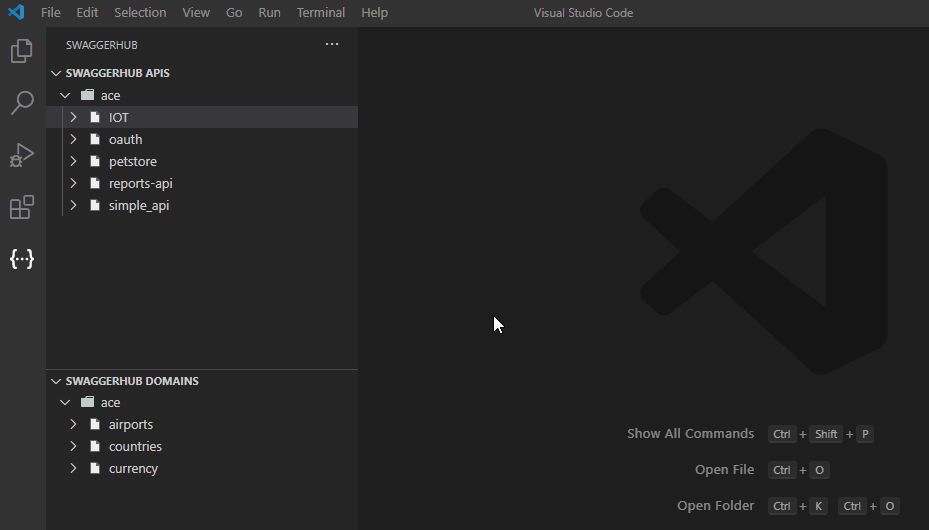 File Edit Selection View Go Run Terminal Help Visual Studio Code
SWAGGERHUB ···
SWAGGERHUB APIS
ace
IOT
oauth
petstore
reports-api
simple_api
SWAGGERHUB DOMAINS
ace
airports
countries
currency
Show All Commands Ctrl + Shift + P
Open File Ctrl + O
Open Folder Ctrl + K Ctrl + O